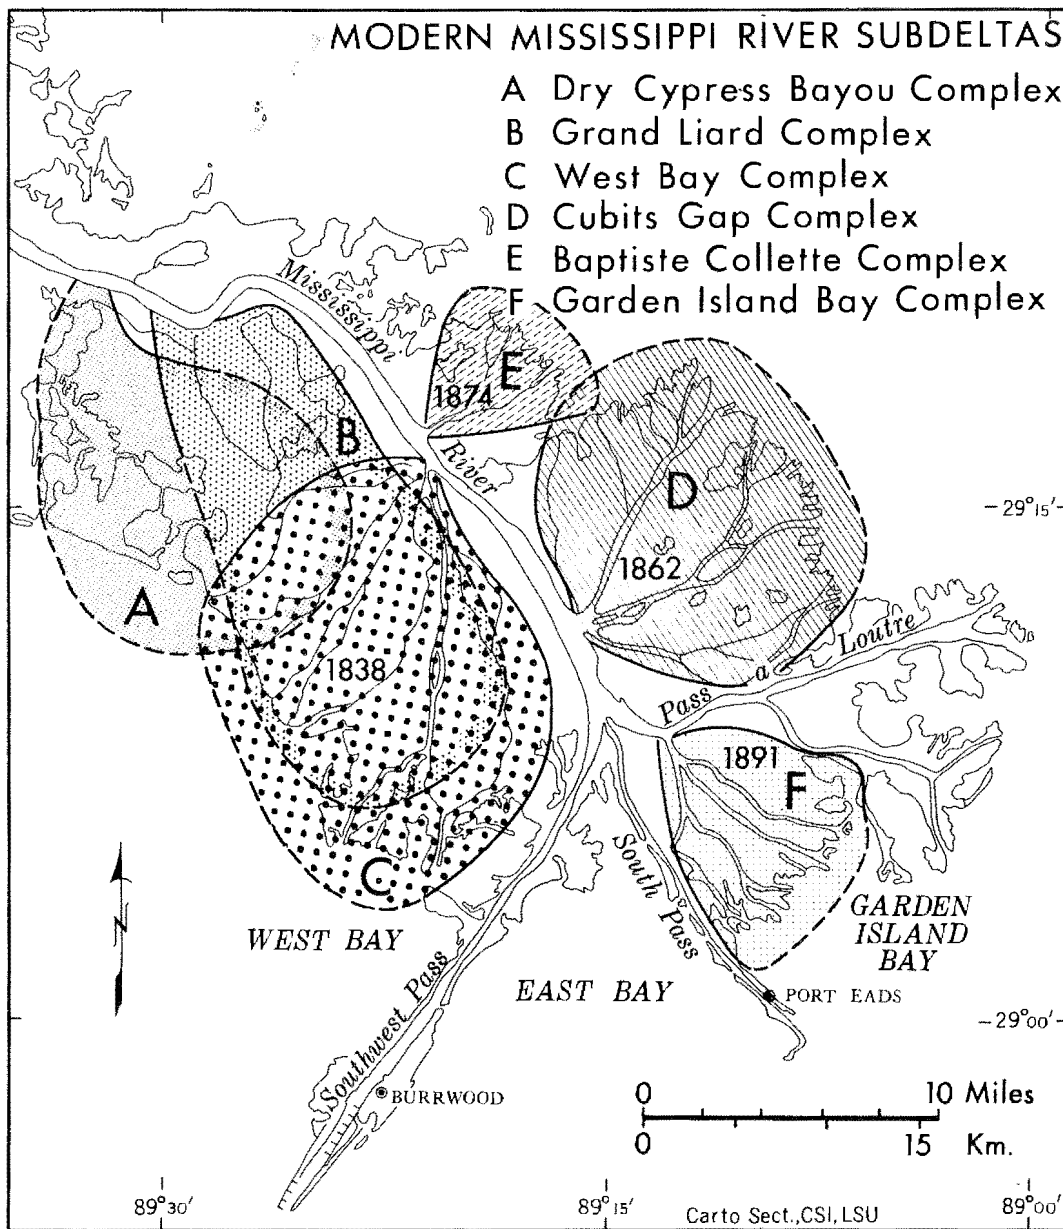 MODERN MISSISSIPPI RIVER SUBDELTAS
A Dry Cypress Bayou Complex
B Grand Liard Complex
C West Bay Complex
D Cubits Gap Complex
E Baptiste Collette Complex
F Garden Island Bay Complex
Mississippi
River
E
1874
B
D
29°15'
1862
A
1838
Pass a Loutre
1891
F
C
South Pass
GARDEN
ISLAND
BAY
WEST BAY
EAST BAY
PORT EADS
29°00'
Southwest Pass
BURRWOOD
N
0 10 Miles
0 15 Km.
89°30' 89°15' 89°00'
Carto Sect., CSI, LSU